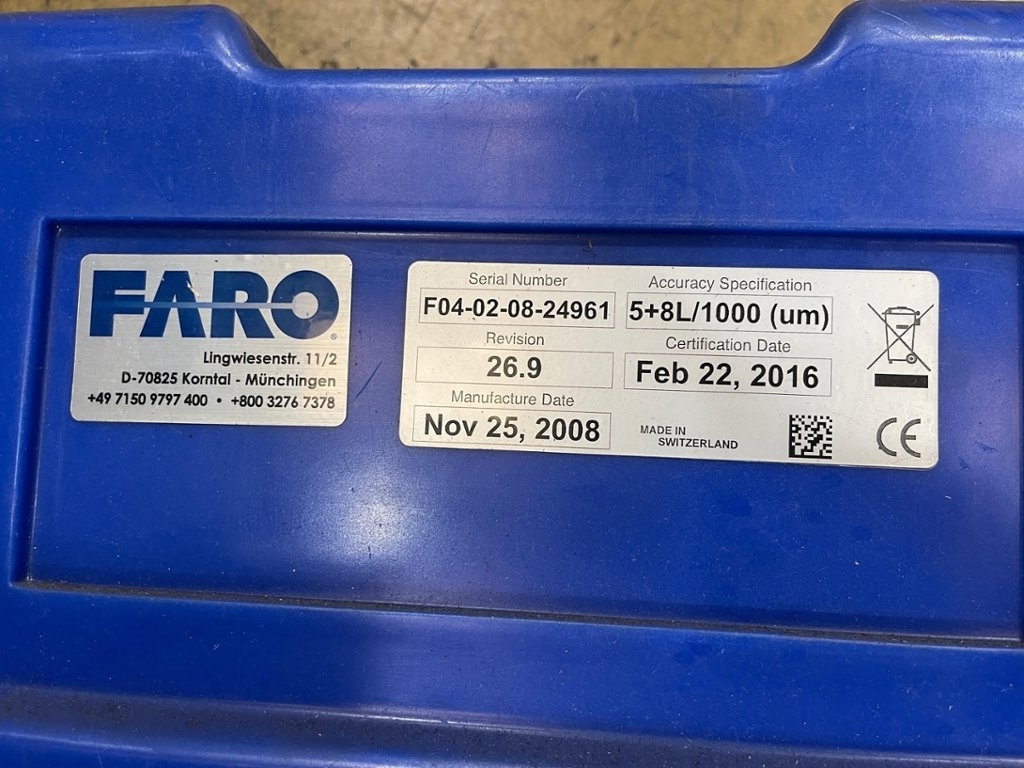 FARO®
Lingwiesenstr. 11/2
D-70825 Korntal - Münchingen
+49 7150 9797 400 • +800 3276 7378
Serial Number
F04-02-08-24961
Revision
26.9
Manufacture Date
Nov 25, 2008
Accuracy Specification
5+8L/1000 (um)
Certification Date
Feb 22, 2016
MADE IN
SWITZERLAND
CE